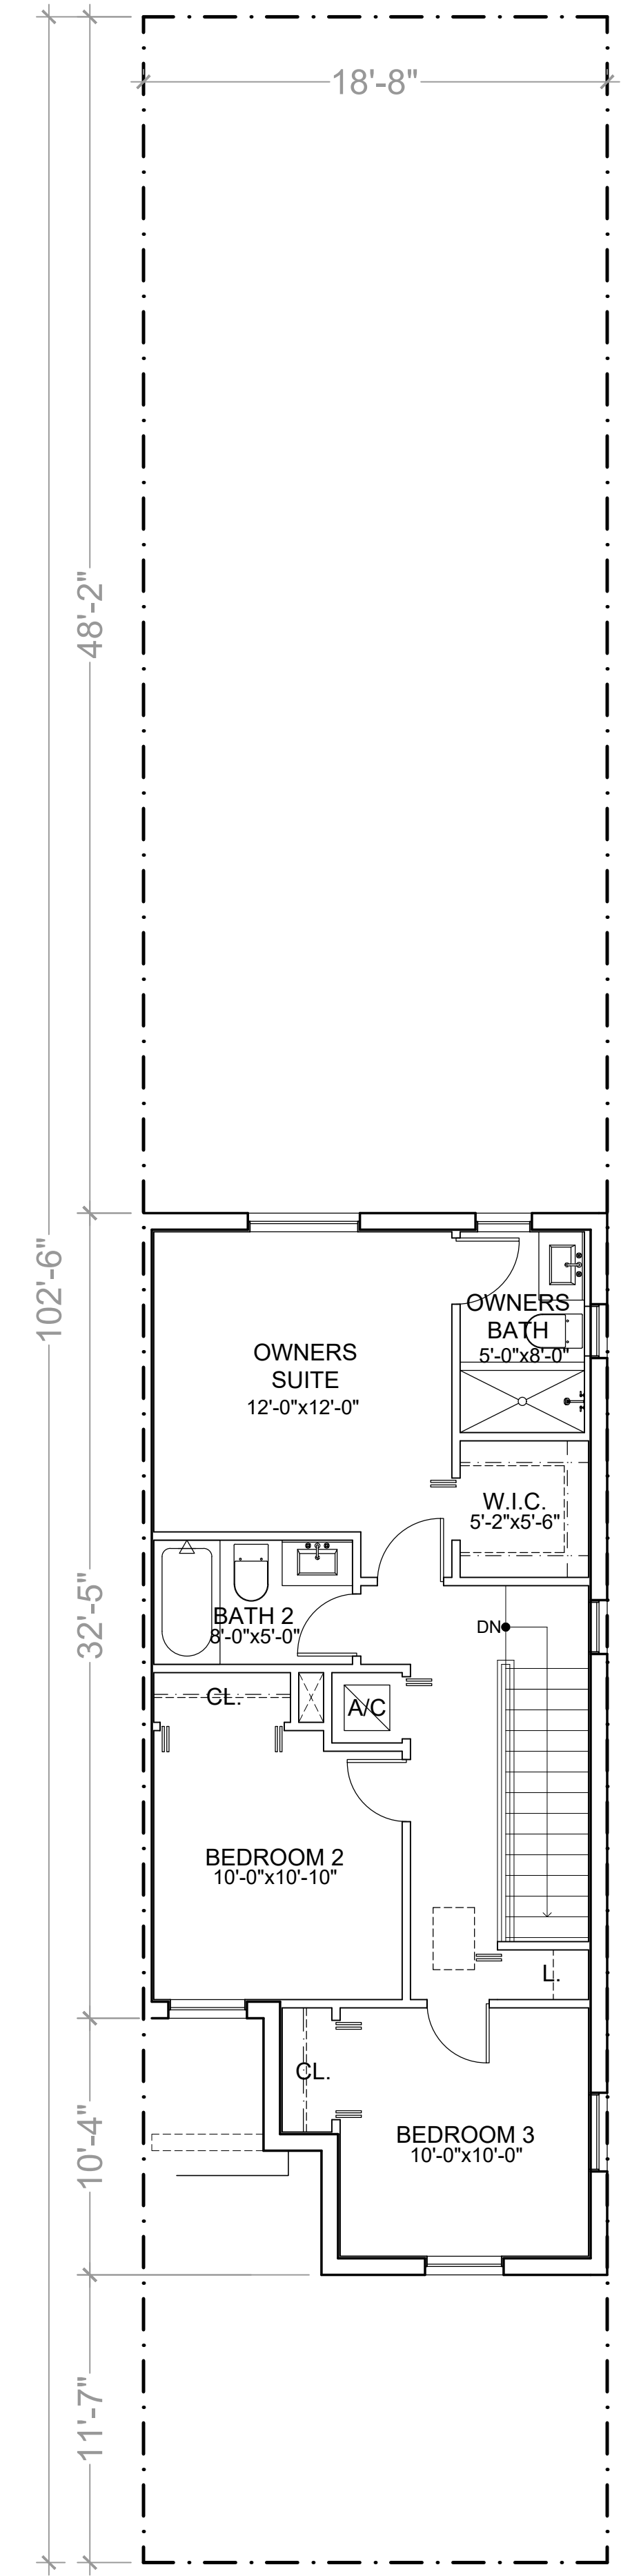 18'-8"
48'-2"
102'-6"
OWNERS
BATH
5'-0"x8'-0"
OWNERS
SUITE
12'-0"x12'-0"
W.I.C.
5'-2"x5'-6"
32'-5"
BATH 2
8'-0"x5'-0"
DN
CL.
A/C
BEDROOM 2
10'-0"x10'-10"
L.
CL.
10'-4"
BEDROOM 3
10'-0"x10'-0"
11'-7"